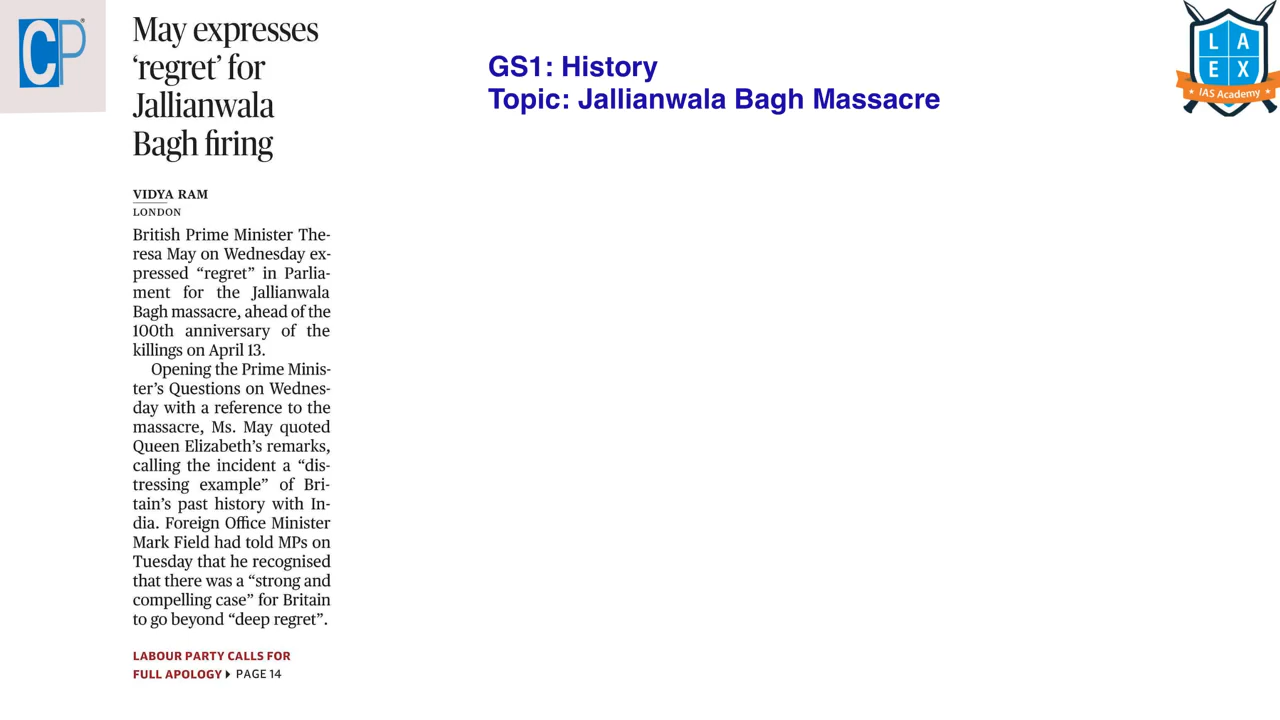 CP®
May expresses
‘regret’ for
Jallianwala
Bagh firing
VIDYA RAM
LONDON
British Prime Minister The-
resa May on Wednesday ex-
pressed “regret” in Parlia-
ment for the Jallianwala
Bagh massacre, ahead of the
100th anniversary of the
killings on April 13.
Opening the Prime Minis-
ter’s Questions on Wednes-
day with a reference to the
massacre, Ms. May quoted
Queen Elizabeth’s remarks,
calling the incident a “dis-
tressing example” of Bri-
tain’s past history with In-
dia. Foreign Office Minister
Mark Field had told MPs on
Tuesday that he recognised
that there was a “strong and
compelling case” for Britain
to go beyond “deep regret”.
LABOUR PARTY CALLS FOR
FULL APOLOGY PAGE 14
GS1: History
Topic: Jallianwala Bagh Massacre
L A
E X
IAS Academy